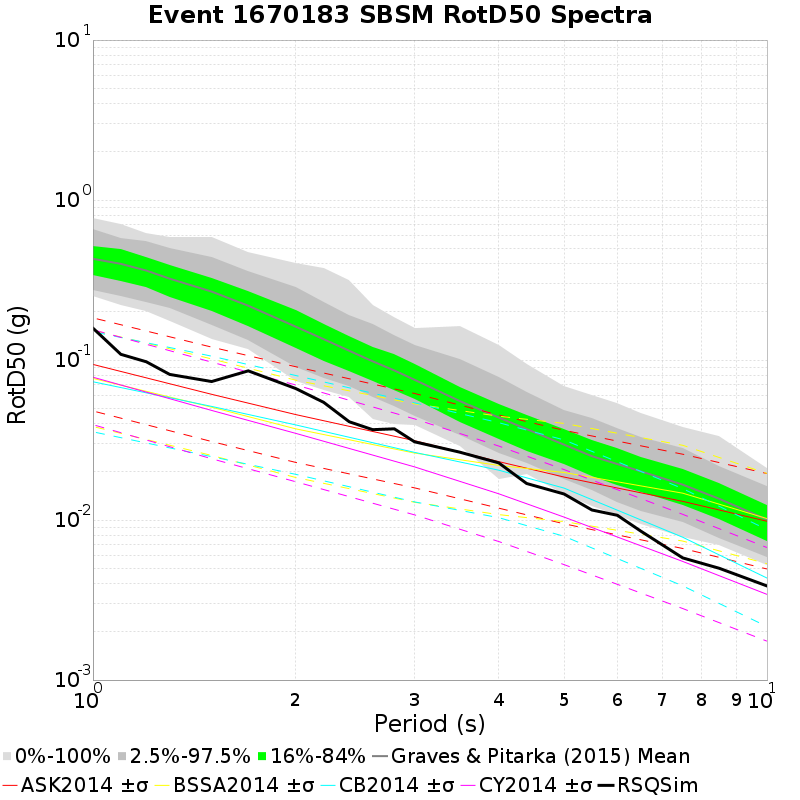 Event 1670183 SBSM RotD50 Spectra
10^1
10^0
10^-1
10^-2
10^-3
RotD50 (g)
10^0 2 3 4 5 6 7 8 9 10^1
Period (s)
0%-100% 2.5%-97.5% 16%-84% Graves & Pitarka (2015) Mean
ASK2014 ±σ BSSA2014 ±σ CB2014 ±σ CY2014 ±σ RSQSim